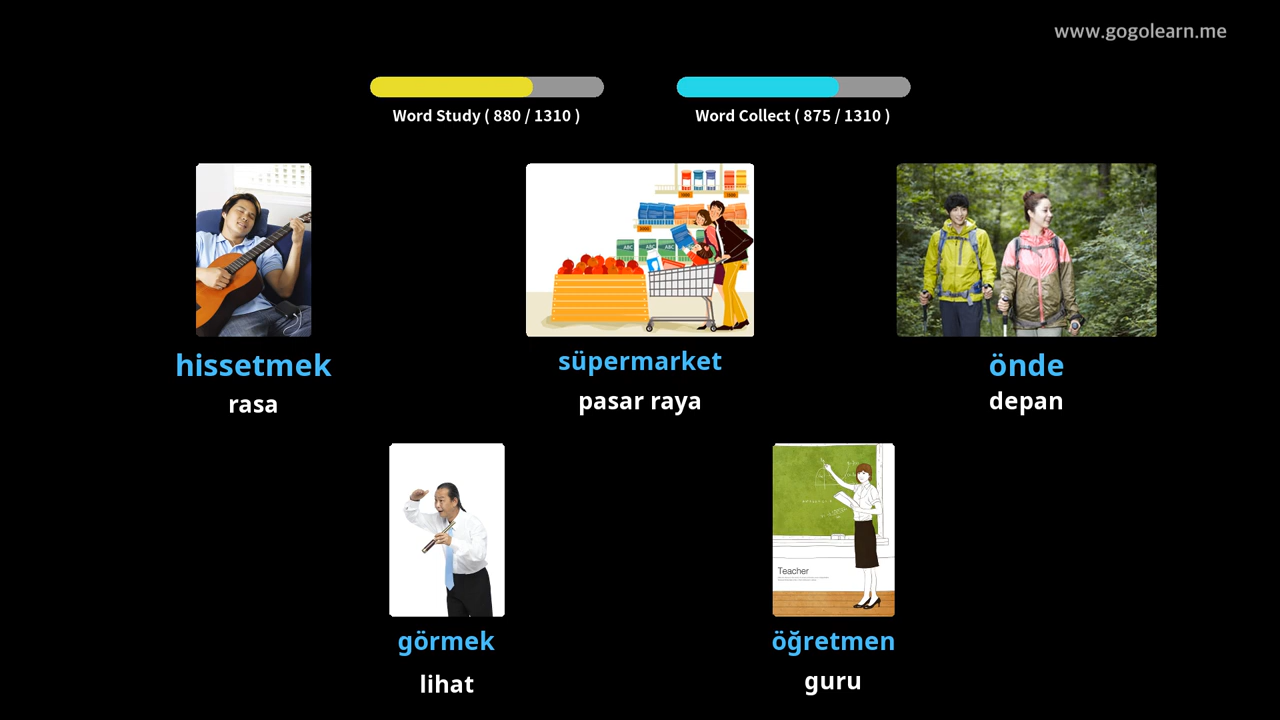 www.gogolearn.me
Word Study ( 880 / 1310 )
Word Collect ( 875 / 1310 )
hissetmek
rasa
süpermarket
pasar raya
önde
depan
görmek
lihat
Teacher
öğretmen
guru